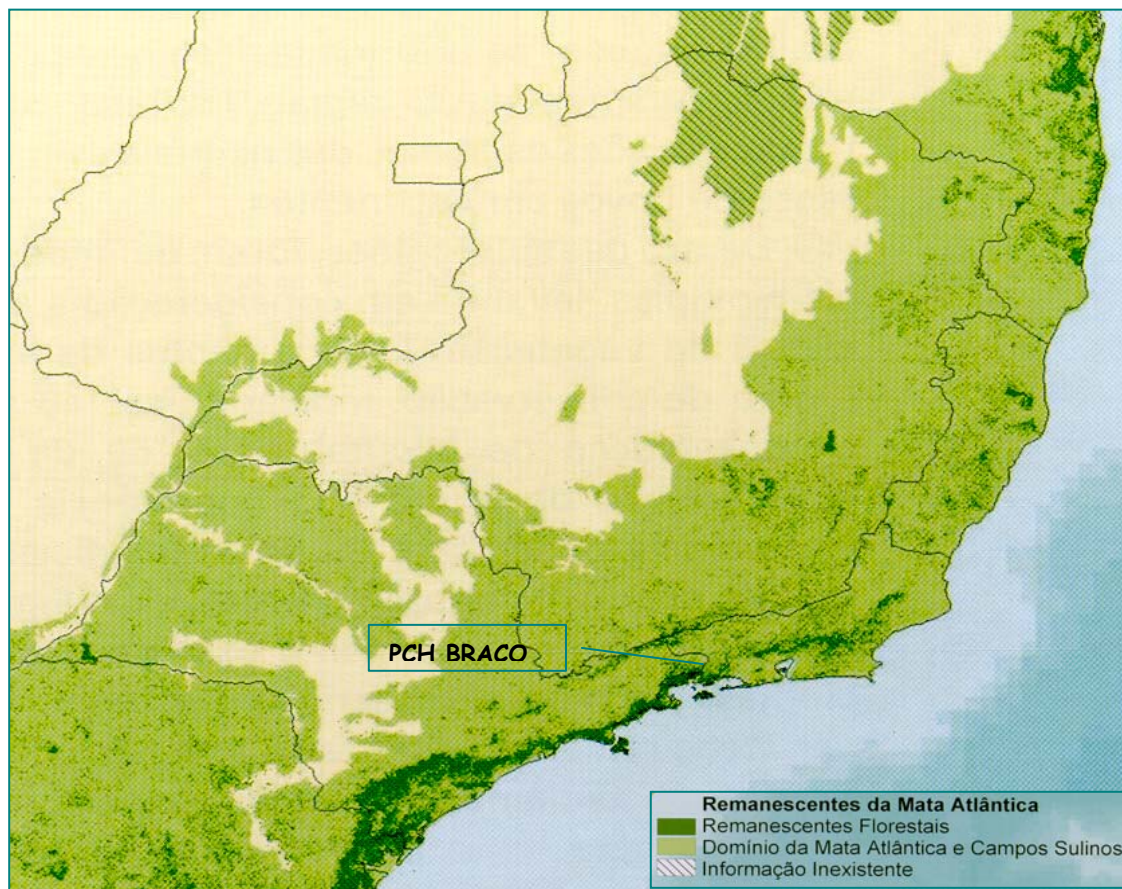 PCH BRACO
Remanescentes da Mata Atlântica
Remanescentes Florestais
Domínio da Mata Atlântica e Campos Sulinos
Informação Inexistente